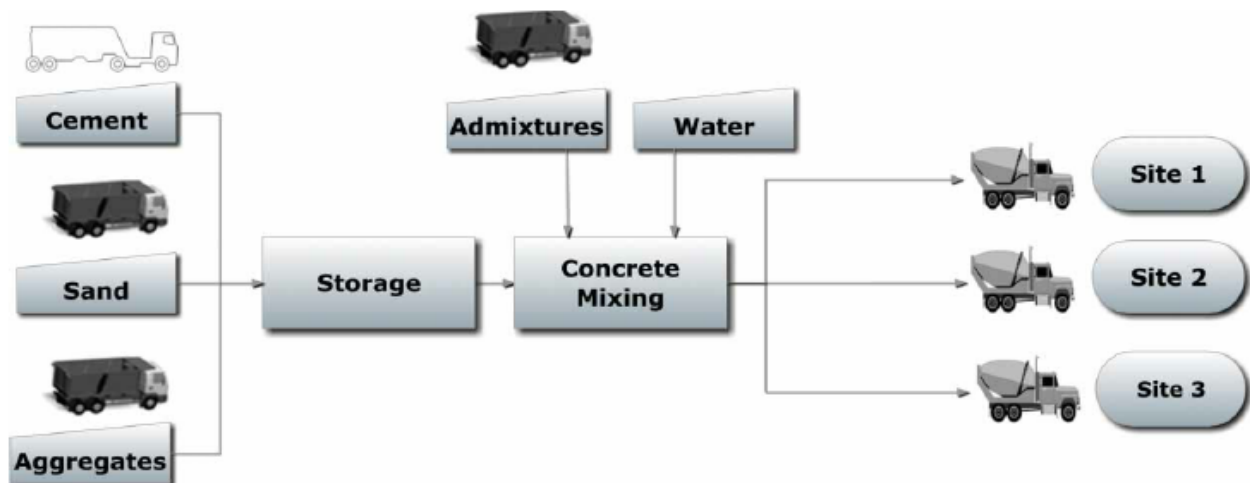 Cement
Sand
Aggregates
Storage
Admixtures
Water
Concrete
Mixing
Site 1
Site 2
Site 3